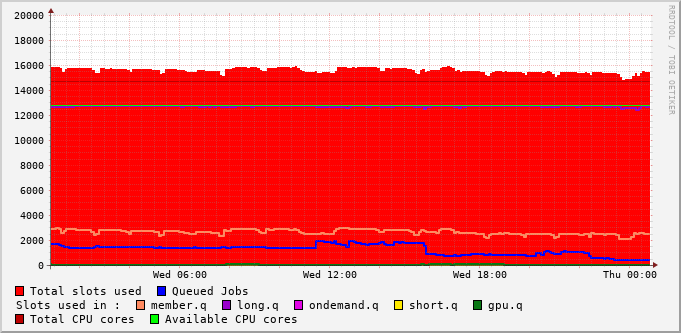 20000
18000
16000
14000
12000
10000
8000
6000
4000
2000
0
Wed 06:00 Wed 12:00 Wed 18:00 Thu 00:00
Total slots used Queued Jobs
Slots used in : member.q long.q ondemand.q short.q gpu.q
Total CPU cores Available CPU cores
RRDTOOL / TOBI OETIKER